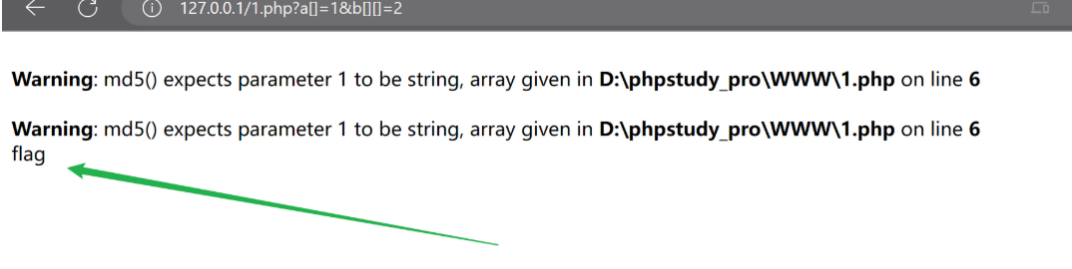 127.0.0.1/1.php?a[]=1&b[][]=2
Warning: md5() expects parameter 1 to be string, array given in D:\phpstudy_pro\WWW\1.php on line 6
Warning: md5() expects parameter 1 to be string, array given in D:\phpstudy_pro\WWW\1.php on line 6
flag